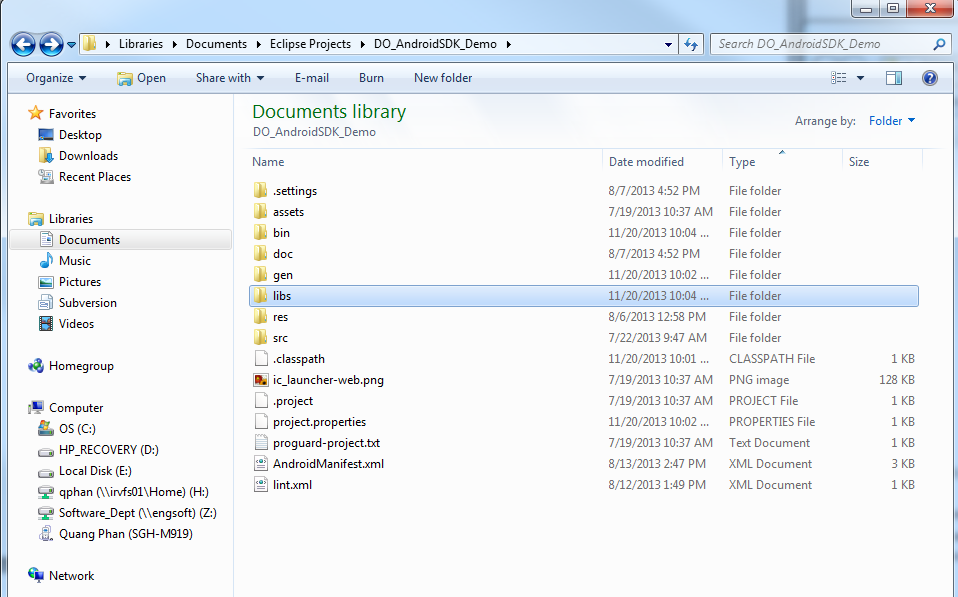 Libraries Documents Eclipse Projects DO_AndroidSDK_Demo
Search DO_AndroidSDK_Demo
Organize Open Share with E-mail Burn New folder
Favorites
Desktop
Downloads
Recent Places
Libraries
Documents
Music
Pictures
Subversion
Videos
Homegroup
Computer
OS (C:)
HP_RECOVERY (D:)
Local Disk (E:)
qphan (\\irvfs01\Home) (H:)
Software_Dept (\\engsoft) (Z:)
Quang Phan (SGH-M919)
Network
Documents library
DO_AndroidSDK_Demo
Arrange by: Folder
Name Date modified Type Size
.settings 8/7/2013 4:52 PM File folder
assets 7/19/2013 10:37 AM File folder
bin 11/20/2013 10:04 ... File folder
doc 8/7/2013 4:52 PM File folder
gen 11/20/2013 10:02 ... File folder
libs 11/20/2013 10:04 ... File folder
res 8/6/2013 12:58 PM File folder
src 7/22/2013 9:47 AM File folder
.classpath 11/20/2013 10:01 ... CLASSPATH File 1 KB
ic_launcher-web.png 7/19/2013 10:37 AM PNG image 128 KB
.project 7/19/2013 10:37 AM PROJECT File 1 KB
project.properties 11/20/2013 10:02 ... PROPERTIES File 1 KB
proguard-project.txt 7/19/2013 10:37 AM Text Document 1 KB
AndroidManifest.xml 8/13/2013 2:47 PM XML Document 3 KB
lint.xml 8/12/2013 1:49 PM XML Document 1 KB